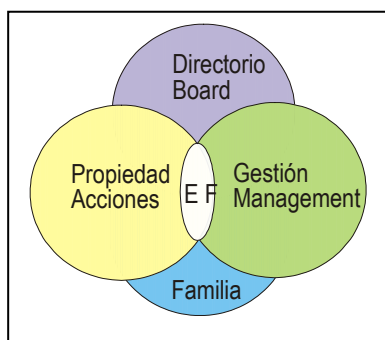 Directorio
Board
Propiedad
Acciones
E F
Gestión
Management
Familia